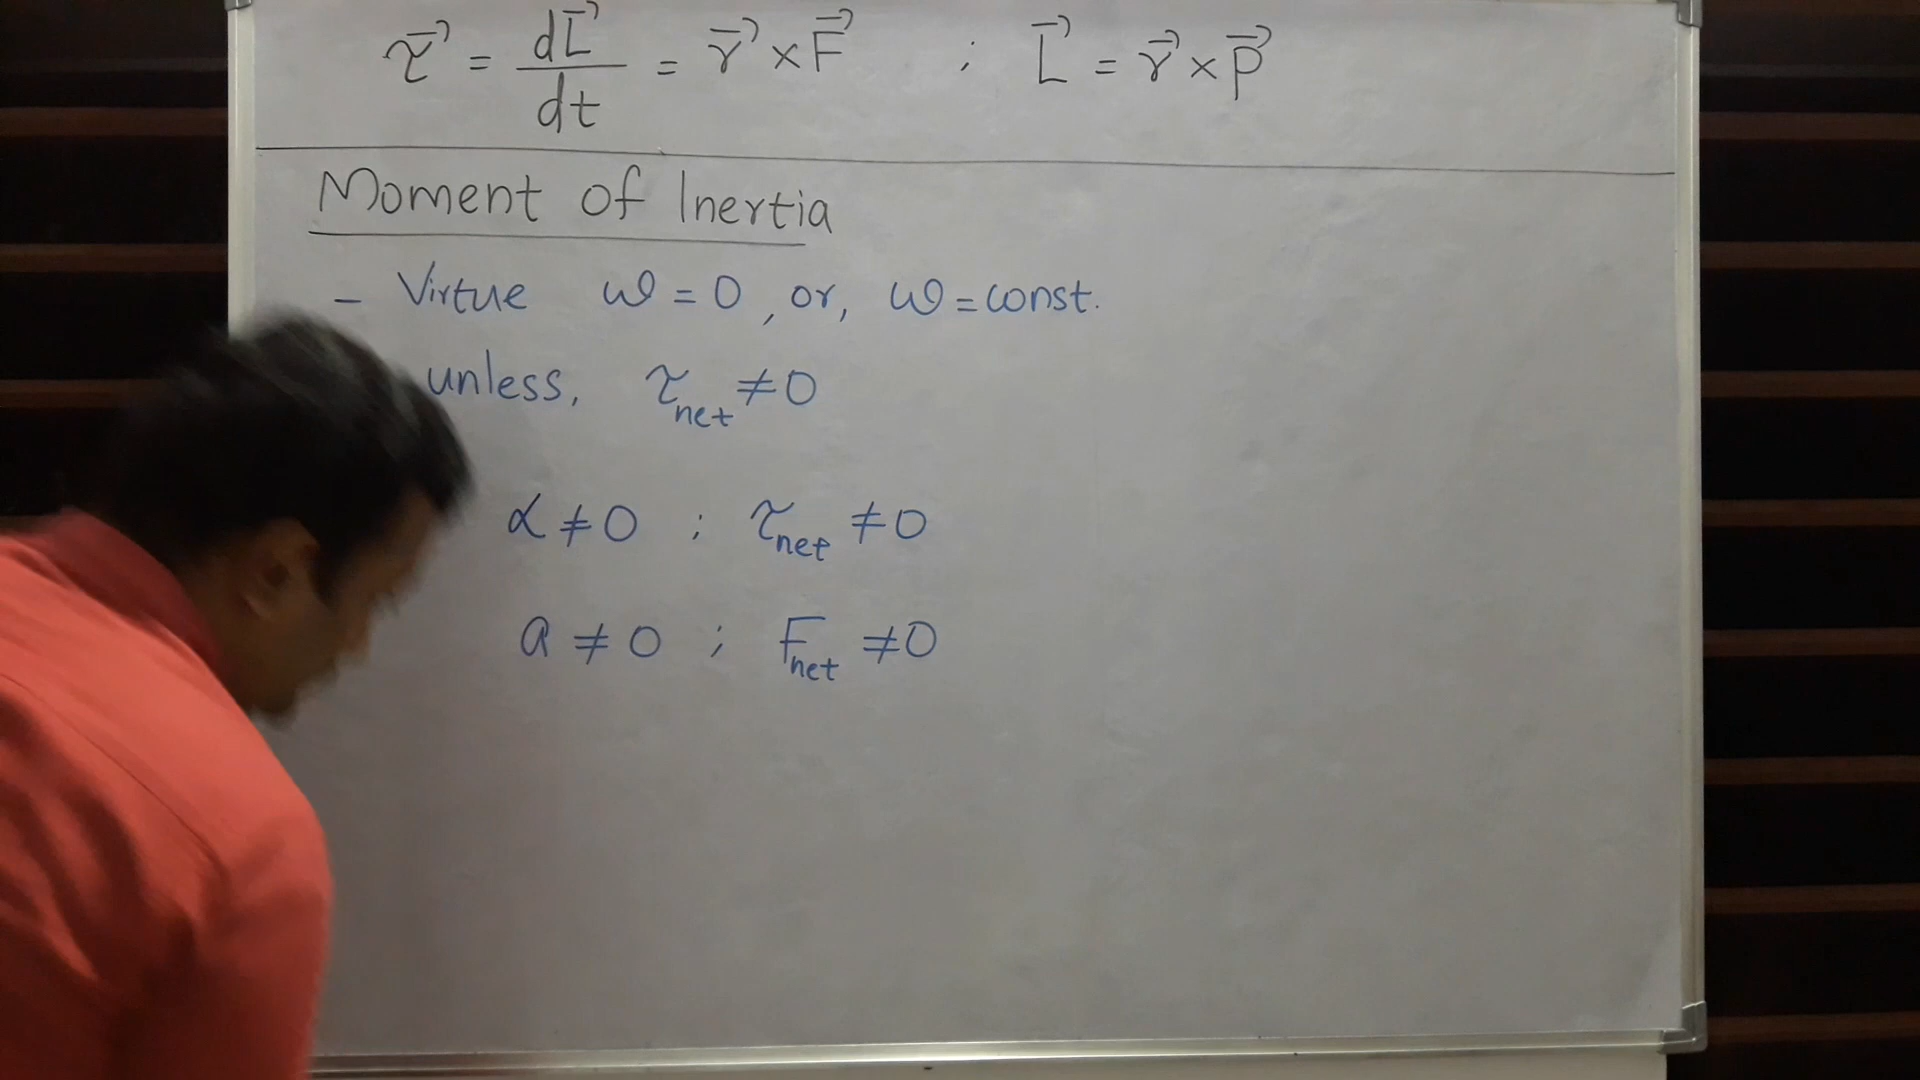 τ⃗ = dL⃗/dt = r⃗ × F⃗ ; L⃗ = r⃗ × P⃗
Moment of Inertia
- Virtue ω = 0, or, ω = const.
unless, τnet ≠ 0
α ≠ 0 ; τnet ≠ 0
a ≠ 0 ; Fnet ≠ 0